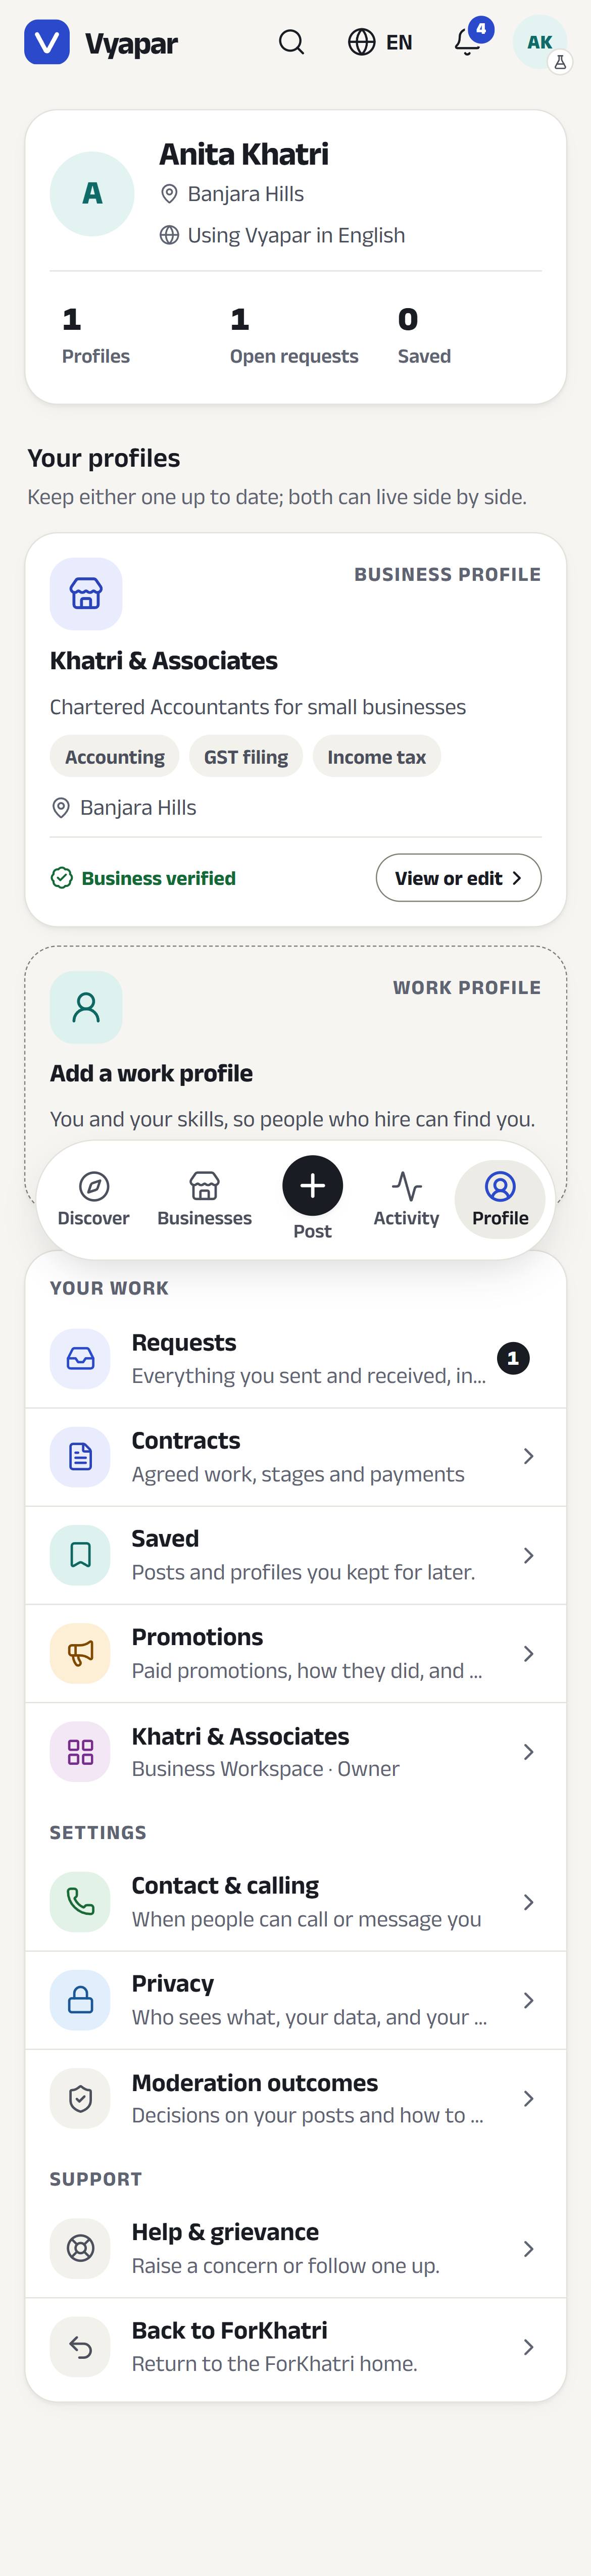 Vyapar
EN
4
AK
A
Anita Khatri
Banjara Hills
Using Vyapar in English
1
Profiles
1
Open requests
0
Saved
Your profiles
Keep either one up to date; both can live side by side.
BUSINESS PROFILE
Khatri & Associates
Chartered Accountants for small businesses
Accounting
GST filing
Income tax
Banjara Hills
Business verified
View or edit
WORK PROFILE
Add a work profile
You and your skills, so people who hire can find you.
Discover
Businesses
Post
Activity
Profile
YOUR WORK
Requests
Everything you sent and received, in...
1
Contracts
Agreed work, stages and payments
Saved
Posts and profiles you kept for later.
Promotions
Paid promotions, how they did, and ...
Khatri & Associates
Business Workspace · Owner
SETTINGS
Contact & calling
When people can call or message you
Privacy
Who sees what, your data, and your ...
Moderation outcomes
Decisions on your posts and how to ...
SUPPORT
Help & grievance
Raise a concern or follow one up.
Back to ForKhatri
Return to the ForKhatri home.